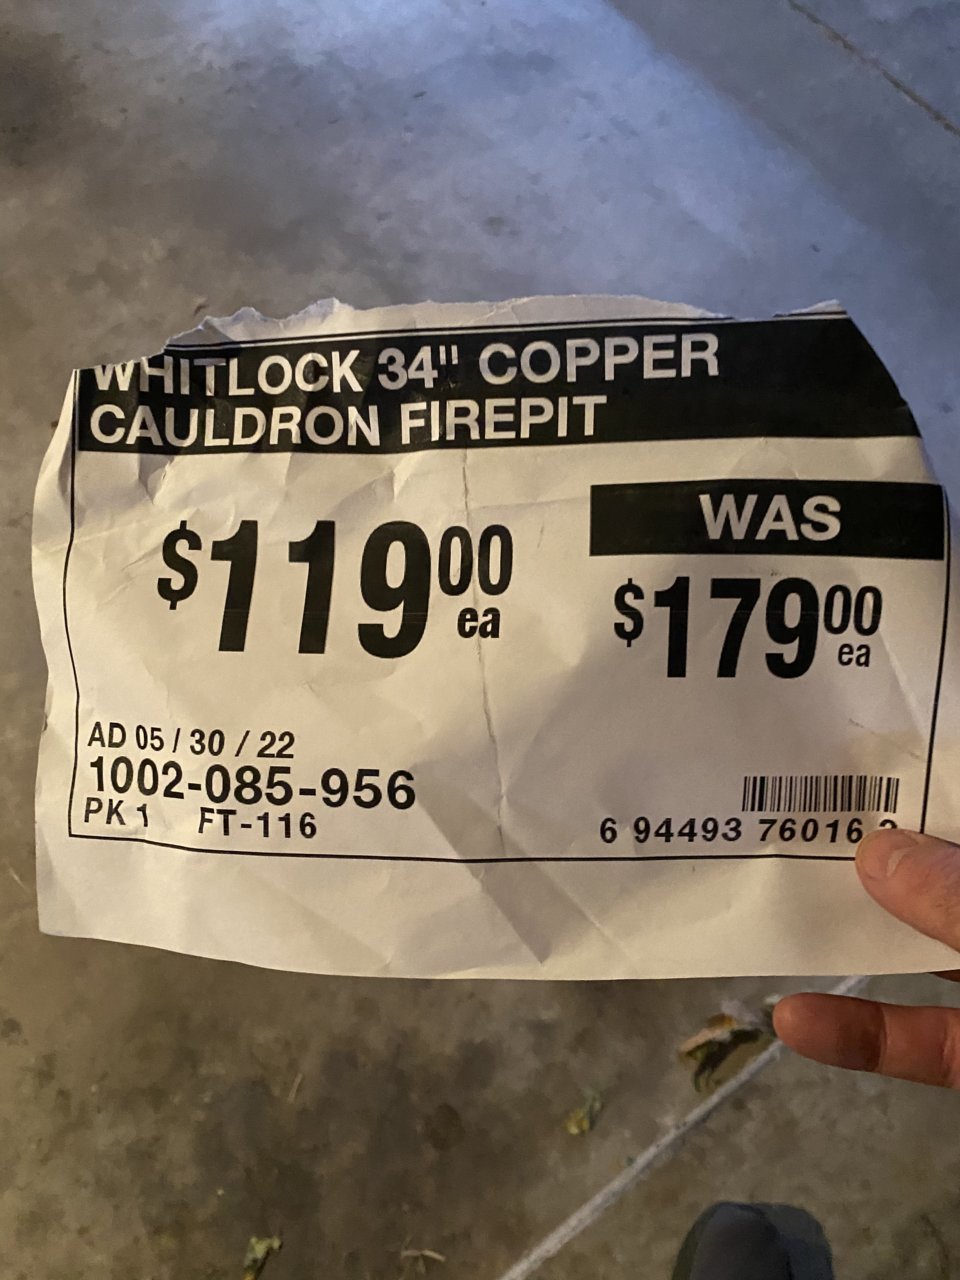 WHITLOCK 34" COPPER
CAULDRON FIREPIT
$119 00 ea
WAS
$179 00 ea
AD 05 / 30 / 22
1002-085-956
PK 1 FT-116
6 94493 76016